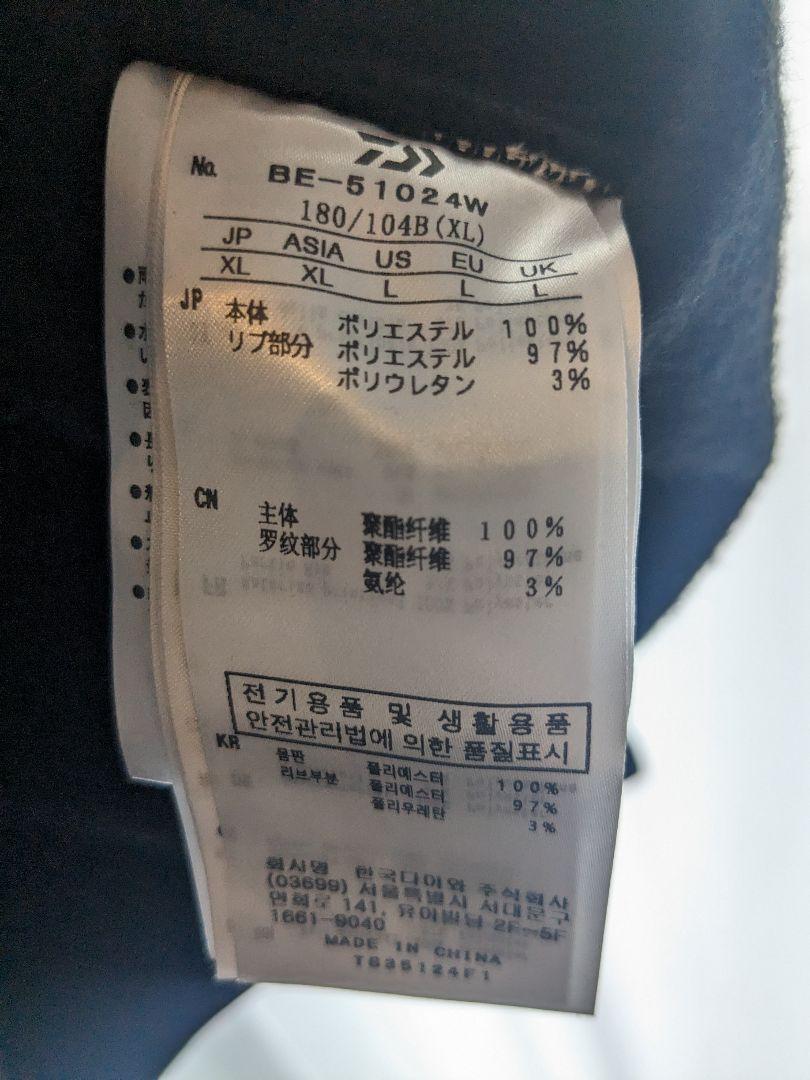 No. BE-51024W
180/104B(XL)
JP ASIA US EU UK
XL XL L L L
JP 本体 ポリエステル 100%
リブ部分 ポリエステル 97%
ポリウレタン 3%
CN 主体 聚酯纤维 100%
罗纹部分 聚酯纤维 97%
氨纶 3%
전기용품 및 생활용품
안전관리법에 의한 품질표시
KR 몸판 폴리에스터 100%
리브부분 폴리에스터 97%
폴리우레탄 3%
회사명 한국다이와 주식회사
(03699) 서울특별시 서대문구
연희로 141, 유아빌딩 2F-5F
1661-9040
MADE IN CHINA
T635124F1